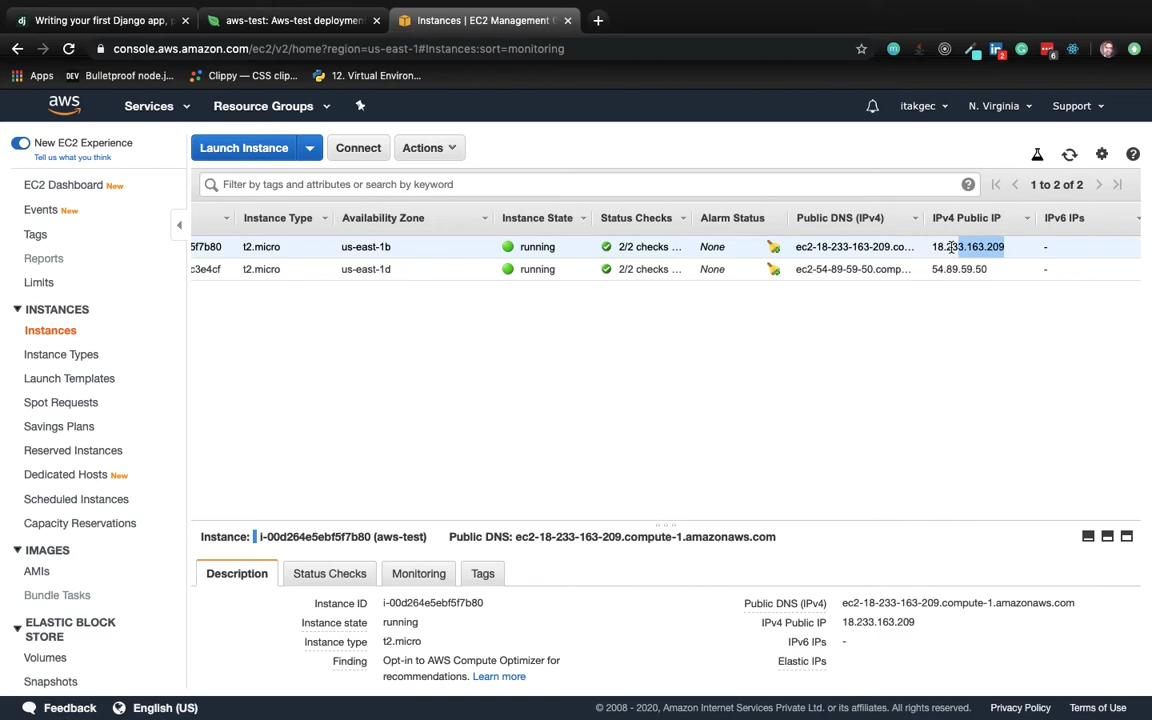 Writing your first Django app, p
aws-test: Aws-test deploymen
Instances | EC2 Management C
console.aws.amazon.com/ec2/v2/home?region=us-east-1#Instances:sort=monitoring
Apps
DEV Bulletproof node.j...
Clippy — CSS clip...
12. Virtual Environ...
aws
Services
Resource Groups
itakgec
N. Virginia
Support
New EC2 Experience
Tell us what you think
Launch Instance
Connect
Actions
Filter by tags and attributes or search by keyword
1 to 2 of 2
Instance Type
Availability Zone
Instance State
Status Checks
Alarm Status
Public DNS (IPv4)
IPv4 Public IP
IPv6 IPs
5f7b80 t2.micro us-east-1b running 2/2 checks ... None ec2-18-233-163-209.co... 18.233.163.209 -
c3e4cf t2.micro us-east-1d running 2/2 checks ... None ec2-54-89-59-50.comp... 54.89.59.50 -
EC2 Dashboard New
Events New
Tags
Reports
Limits
INSTANCES
Instances
Instance Types
Launch Templates
Spot Requests
Savings Plans
Reserved Instances
Dedicated Hosts New
Scheduled Instances
Capacity Reservations
IMAGES
AMIs
Bundle Tasks
ELASTIC BLOCK
STORE
Volumes
Snapshots
Instance: i-00d264e5ebf5f7b80 (aws-test) Public DNS: ec2-18-233-163-209.compute-1.amazonaws.com
Description
Status Checks
Monitoring
Tags
Instance ID i-00d264e5ebf5f7b80
Instance state running
Instance type t2.micro
Finding Opt-in to AWS Compute Optimizer for
recommendations. Learn more
Public DNS (IPv4) ec2-18-233-163-209.compute-1.amazonaws.com
IPv4 Public IP 18.233.163.209
IPv6 IPs -
Elastic IPs
Feedback
English (US)
© 2008 - 2020, Amazon Internet Services Private Ltd. or its affiliates. All rights reserved.
Privacy Policy
Terms of Use